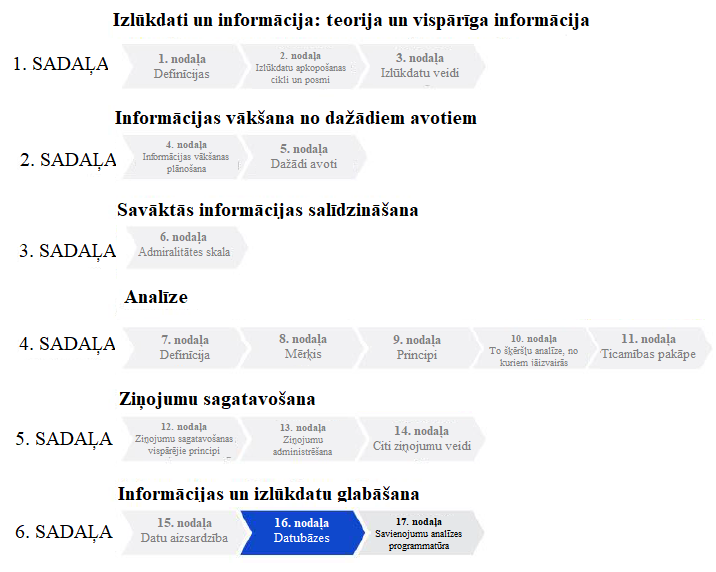 Izlūkdati un informācija: teorija un vispārīga informācija
1. SADAĻA
1. nodaļa
Definīcijas
2. nodaļa
Izlūkdatu apkopošanas
cikli un posmi
3. nodaļa
Izlūkdatu veidi
Informācijas vākšana no dažādiem avotiem
2. SADAĻA
4. nodaļa
Informācijas vākšanas
plānošana
5. nodaļa
Dažādi avoti
Savāktās informācijas salīdzināšana
3. SADAĻA
6. nodaļa
Admiralitātes skala
Analīze
4. SADAĻA
7. nodaļa
Definīcija
8. nodaļa
Mērķis
9. nodaļa
Principi
10. nodaļa
To šķēršļu analīze, no
kuriem jāizvairās
11. nodaļa
Ticamības pakāpe
Ziņojumu sagatavošana
5. SADAĻA
12. nodaļa
Ziņojumu sagatavošanas
vispārējie principi
13. nodaļa
Ziņojumu
administrēšana
14. nodaļa
Citi ziņojumu veidi
Informācijas un izlūkdatu glabāšana
6. SADAĻA
15. nodaļa
Datu aizsardzība
16. nodaļa
Datubāzes
17. nodaļa
Savienojumu analīzes
programmatūra